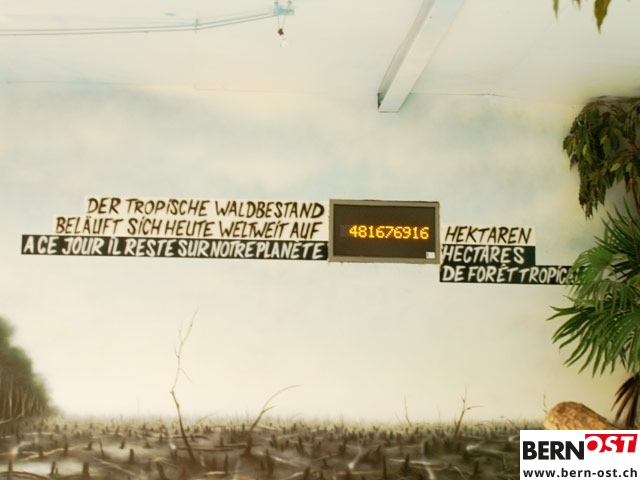 DER TROPISCHE WALDBESTAND
BELÄUFT SICH HEUTE WELTWEIT AUF
A CE JOUR IL RESTE SUR NOTRE PLANÈTE
481676916
HEKTAREN
HECTARES
DE FORÊT TROPICA
BERNOST
www.bern-ost.ch